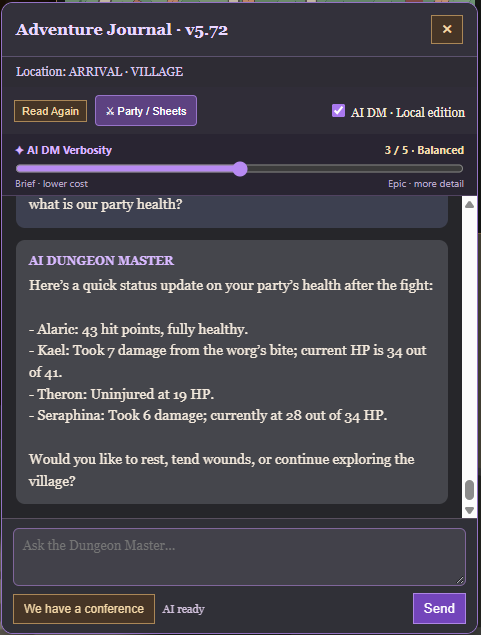 Adventure Journal · v5.72
×
Location: ARRIVAL · VILLAGE
Read Again
⚔ Party / Sheets
AI DM · Local edition
✦ AI DM Verbosity
3 / 5 · Balanced
Brief · lower cost
Epic · more detail
what is our party health?
AI DUNGEON MASTER
Here's a quick status update on your party's health after the fight:
- Alaric: 43 hit points, fully healthy.
- Kael: Took 7 damage from the worg's bite; current HP is 34 out
of 41.
- Theron: Uninjured at 19 HP.
- Seraphina: Took 6 damage; currently at 28 out of 34 HP.
Would you like to rest, tend wounds, or continue exploring the
village?
Ask the Dungeon Master...
We have a conference
AI ready
Send